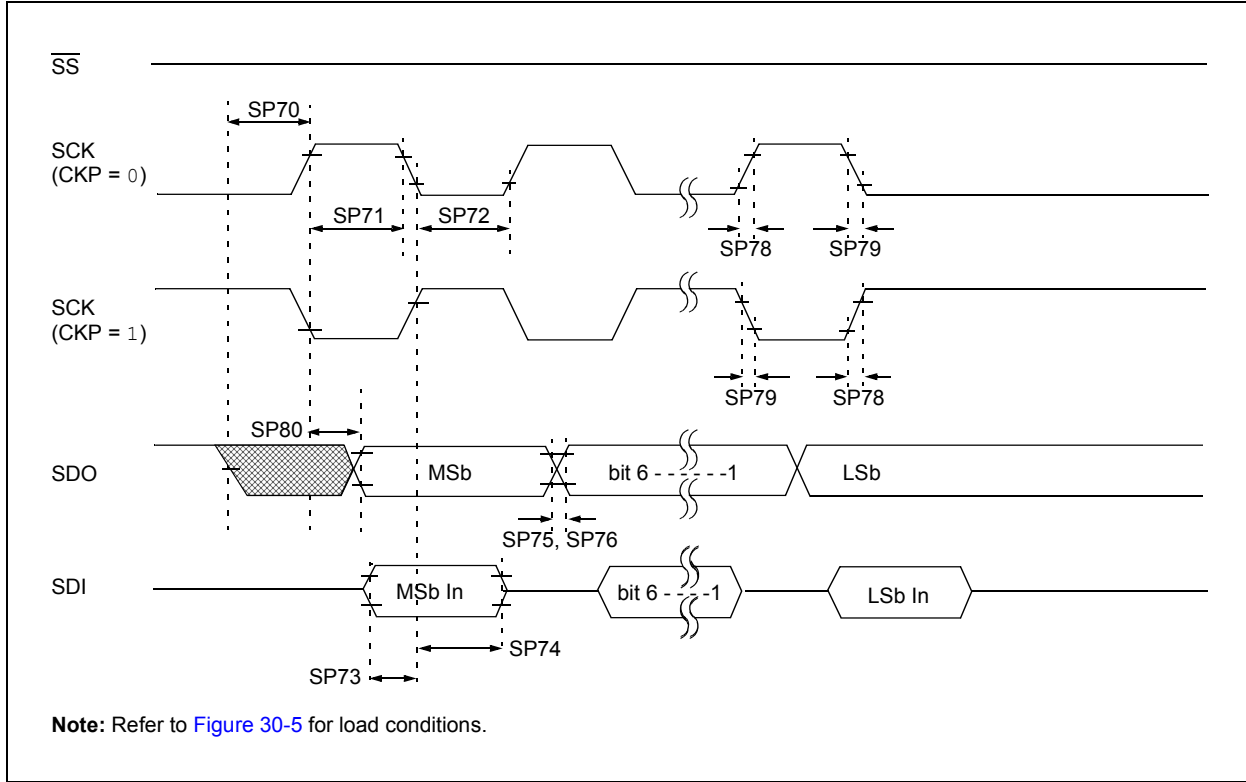 SS
SP70
SCK
(CKP = 0)
SP71
SP72
SP78
SP79
SCK
(CKP = 1)
SP79
SP78
SP80
SDO
MSb
bit 6 - - - - - -1
LSb
SP75, SP76
SDI
MSb In
bit 6 - - - -1
LSb In
SP74
SP73
Note: Refer to Figure 30-5 for load conditions.